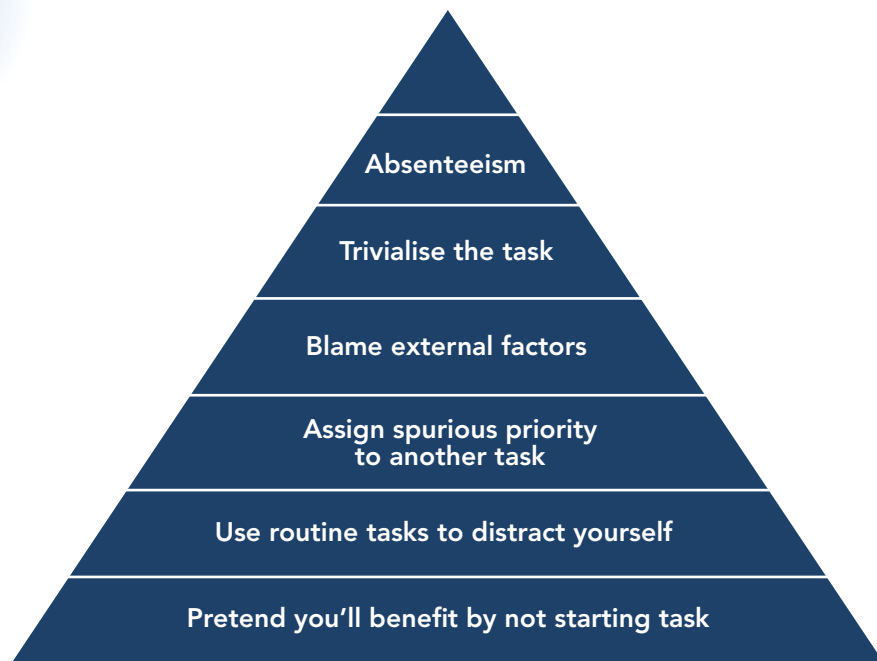 Absenteeism
Trivialise the task
Blame external factors
Assign spurious priority
to another task
Use routine tasks to distract yourself
Pretend you’ll benefit by not starting task